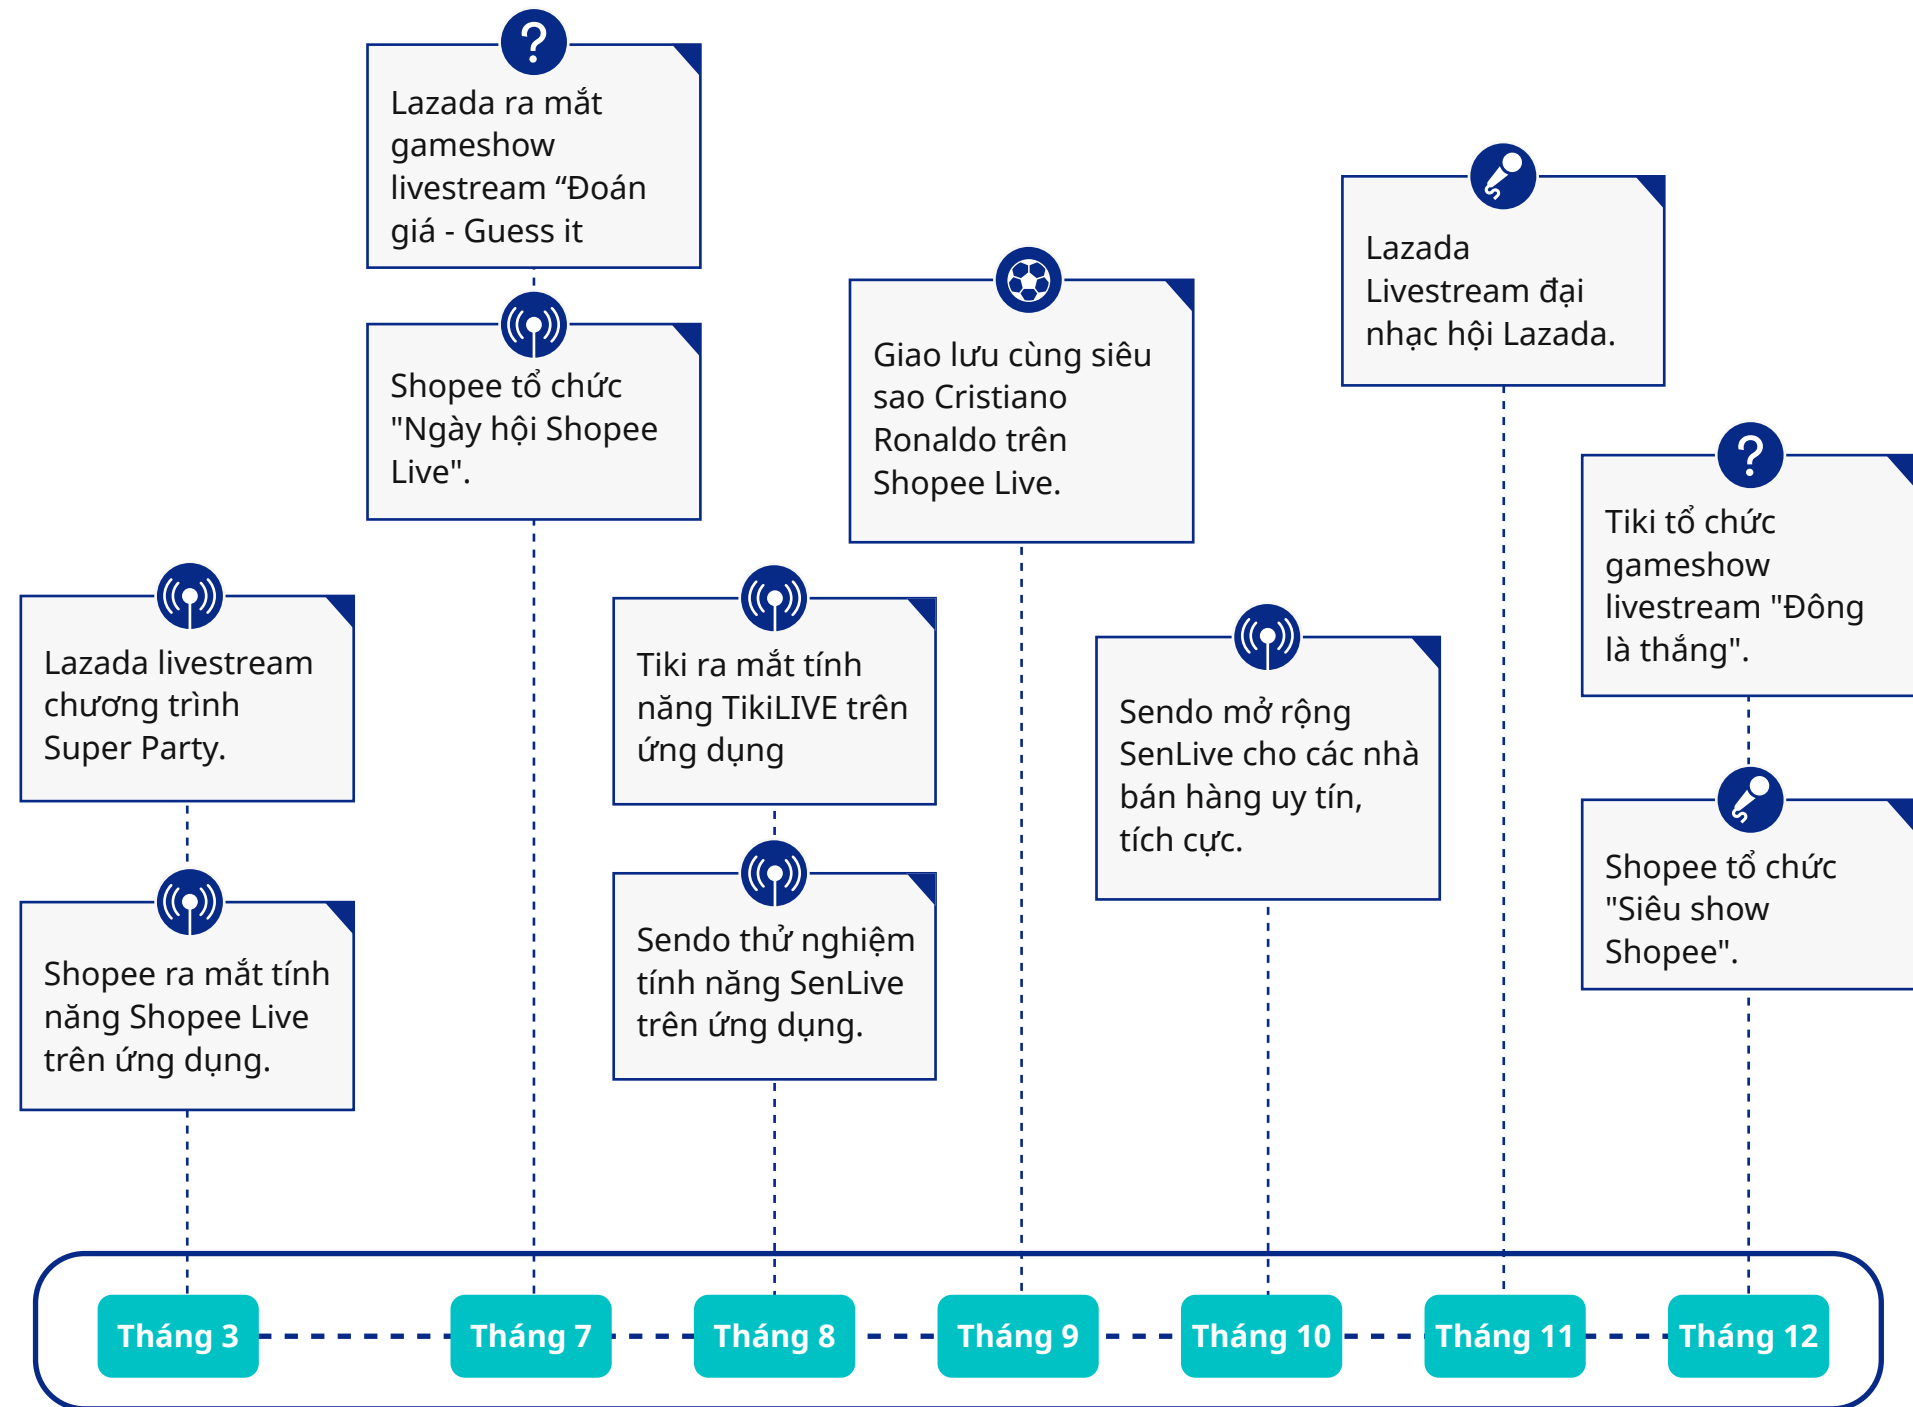 Lazada ra mắt
gameshow
livestream “Đoán
giá - Guess it
Shopee tổ chức
"Ngày hội Shopee
Live".
Lazada livestream
chương trình
Super Party.
Shopee ra mắt tính
năng Shopee Live
trên ứng dụng.
Tiki ra mắt tính
năng TikiLIVE trên
ứng dụng
Sendo thử nghiệm
tính năng SenLive
trên ứng dụng.
Giao lưu cùng siêu
sao Cristiano
Ronaldo trên
Shopee Live.
Sendo mở rộng
SenLive cho các nhà
bán hàng uy tín,
tích cực.
Lazada
Livestream đại
nhạc hội Lazada.
Tiki tổ chức
gameshow
livestream "Đông
là thắng".
Shopee tổ chức
"Siêu show
Shopee".
Tháng 3
Tháng 7
Tháng 8
Tháng 9
Tháng 10
Tháng 11
Tháng 12